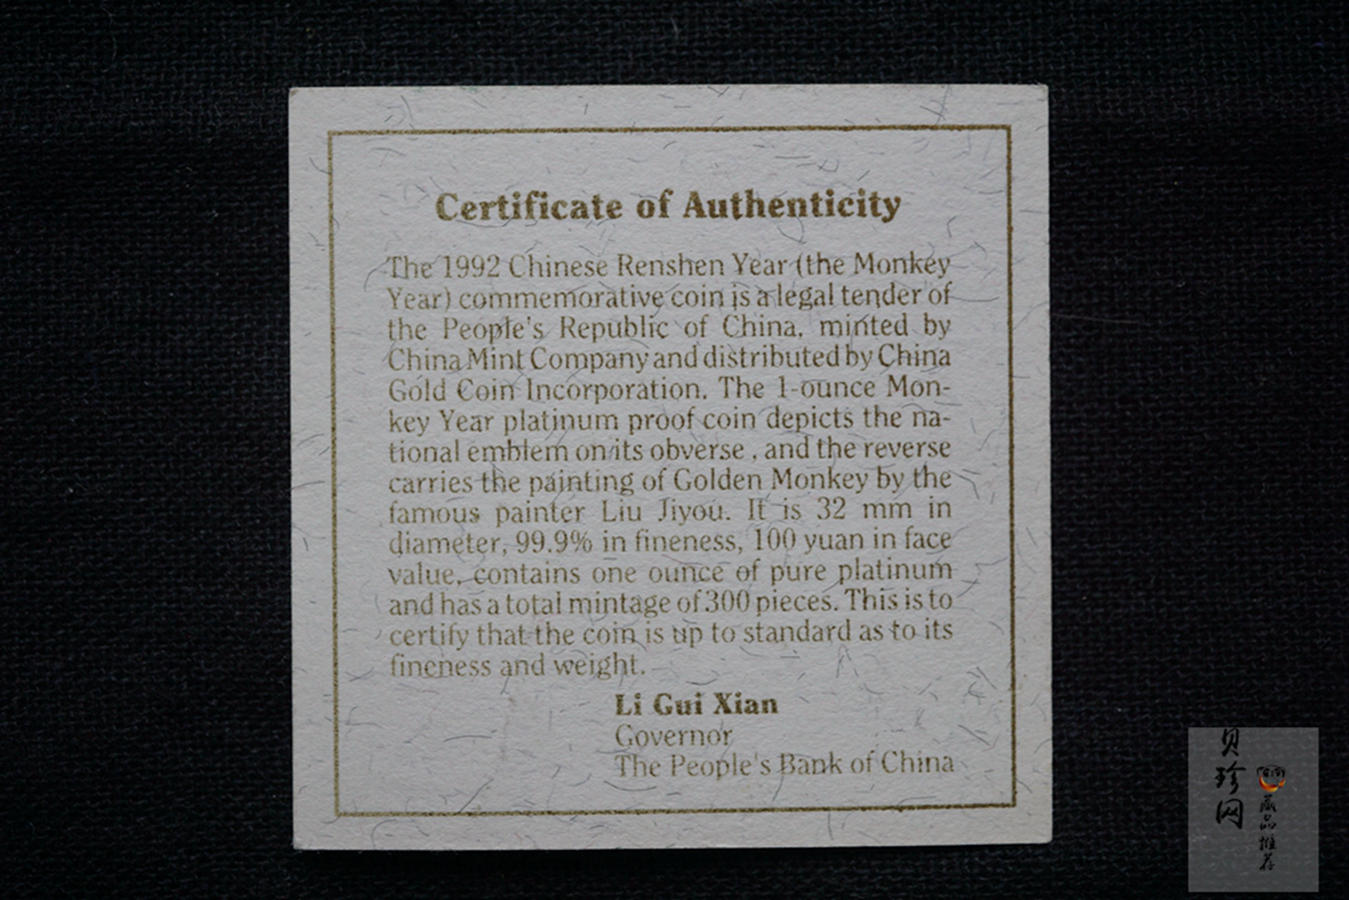 Certificate of Authenticity
The 1992 Chinese Renshen Year (the Monkey
Year) commemorative coin is a legal tender of
the People's Republic of China, minted by
China Mint Company and distributed by China
Gold Coin Incorporation. The 1-ounce Mon-
key Year platinum proof coin depicts the na-
tional emblem on its obverse , and the reverse
carries the painting of Golden Monkey by the
famous painter Liu Jiyou. It is 32 mm in
diameter, 99.9% in fineness, 100 yuan in face
value, contains one ounce of pure platinum
and has a total mintage of 300 pieces. This is to
certify that the coin is up to standard as to its
fineness and weight.
Li Gui Xian
Governor
The People's Bank of China
贝珍网
藏品推荐